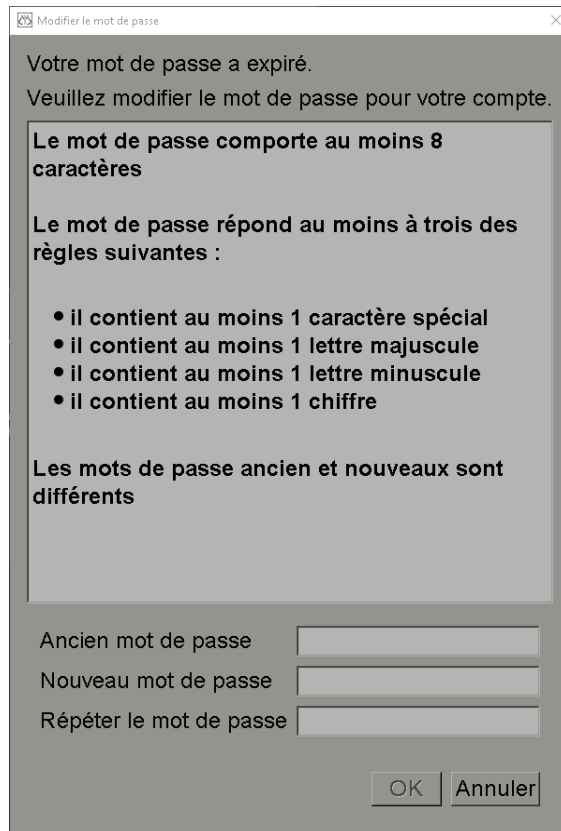 Modifier le mot de passe
Votre mot de passe a expiré.
Veuillez modifier le mot de passe pour votre compte.
Le mot de passe comporte au moins 8
caractères
Le mot de passe répond au moins à trois des
règles suivantes :
• il contient au moins 1 caractère spécial
• il contient au moins 1 lettre majuscule
• il contient au moins 1 lettre minuscule
• il contient au moins 1 chiffre
Les mots de passe ancien et nouveaux sont
différents
Ancien mot de passe
Nouveau mot de passe
Répéter le mot de passe
OK Annuler